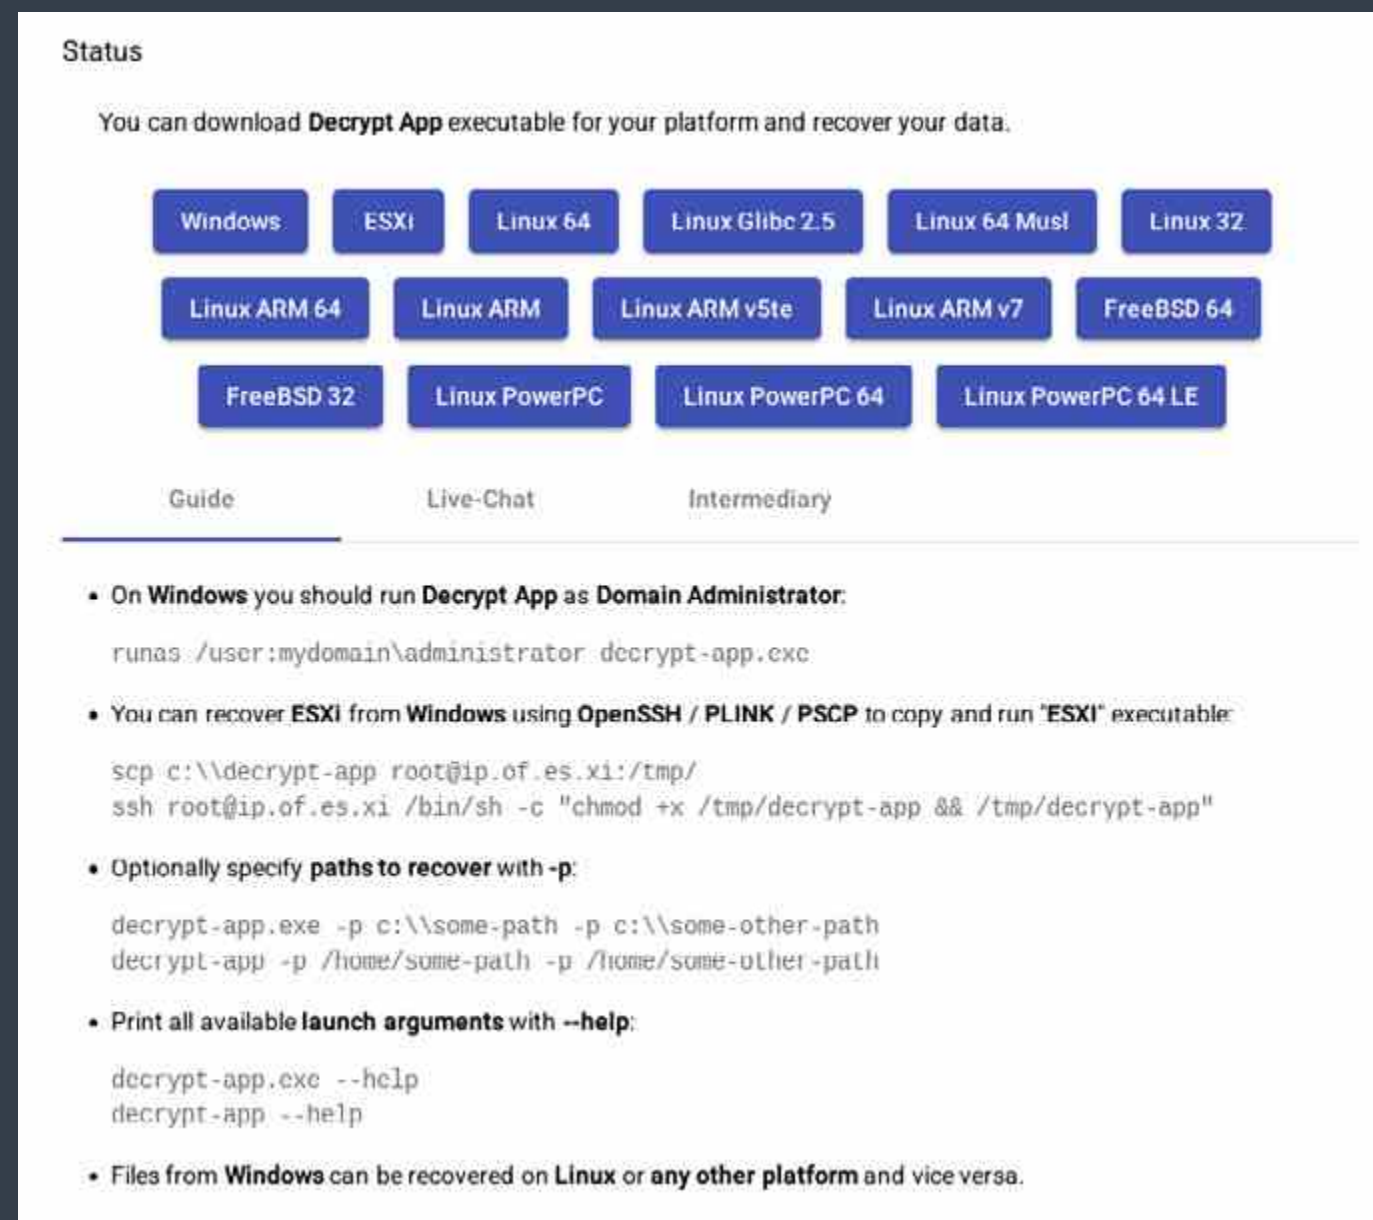 Status
You can download Decrypt App executable for your platform and recover your data.
Windows ESXi Linux 64 Linux Glibc 2.5 Linux 64 Musl Linux 32
Linux ARM 64 Linux ARM Linux ARM v5te Linux ARM v7 FreeBSD 64
FreeBSD 32 Linux PowerPC Linux PowerPC 64 Linux PowerPC 64 LE
Guide Live-Chat Intermediary
• On Windows you should run Decrypt App as Domain Administrator:
runas /user:mydomain\administrator decrypt-app.exe
• You can recover ESXi from Windows using OpenSSH / PLINK / PSCP to copy and run "ESXI" executable:
scp c:\\decrypt-app root@ip.of.es.xi:/tmp/
ssh root@ip.of.es.xi /bin/sh -c "chmod +x /tmp/decrypt-app && /tmp/decrypt-app"
• Optionally specify paths to recover with -p:
decrypt-app.exe -p c:\\some-path -p c:\\some-other-path
decrypt-app -p /home/some-path -p /home/some-other-path
• Print all available launch arguments with --help:
decrypt-app.exe --help
decrypt-app --help
• Files from Windows can be recovered on Linux or any other platform and vice versa.